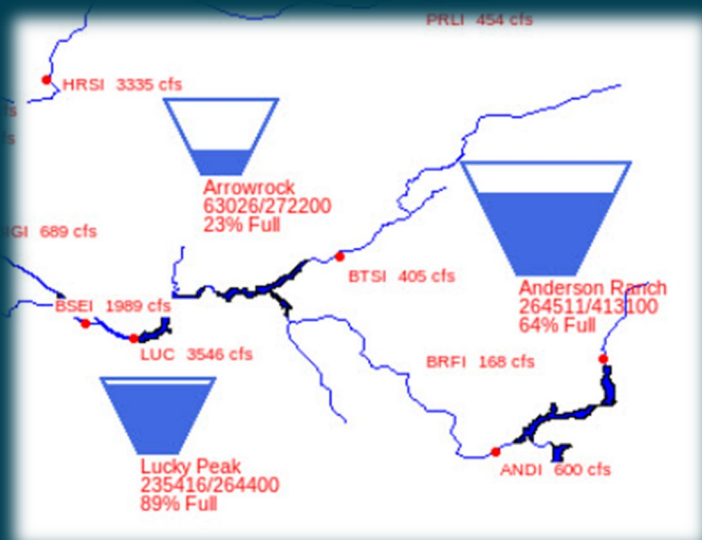 PRLI 454 cfs
HRSI 3335 cfs
Arrowrock
63026/272200
23% Full
689 cfs
BTSI 405 cfs
Anderson Ranch
264511/413100
64% Full
BSEI 1989 cfs
LUC 3546 cfs
BRFI 168 cfs
Lucky Peak
235416/264400
89% Full
ANDI 600 cfs